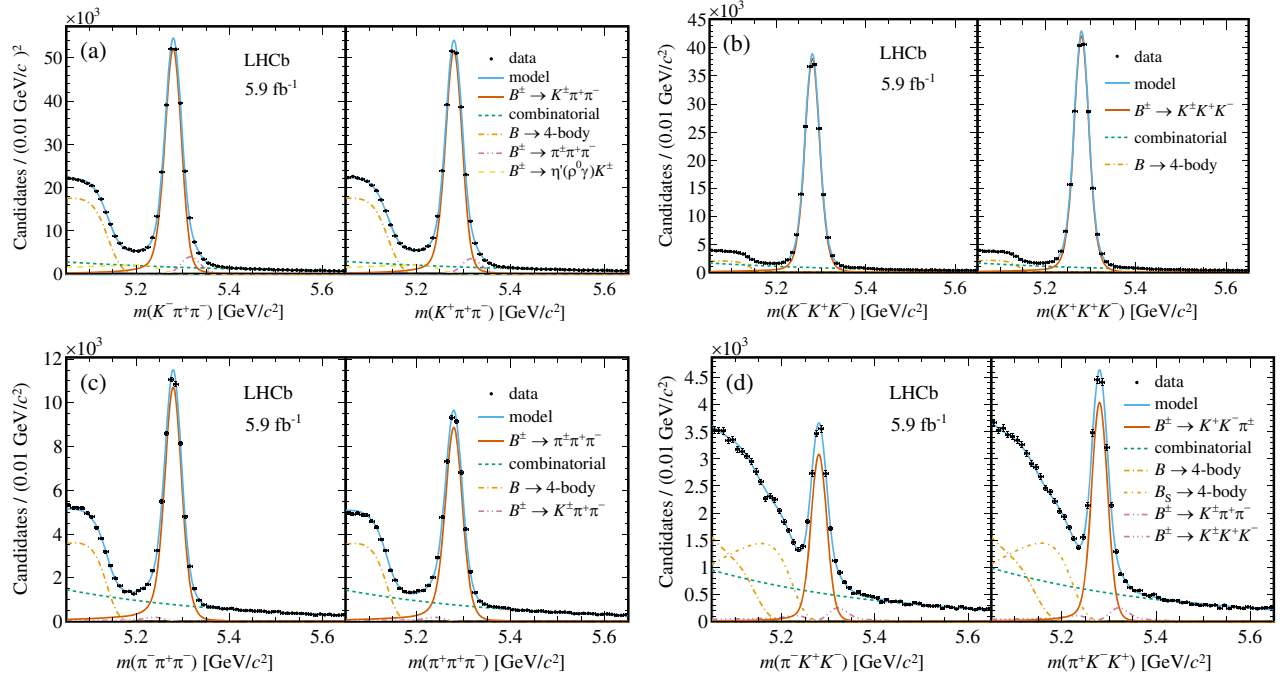 ×10³
(a)
LHCb
5.9 fb⁻¹
data
model
B± → K±π⁺π⁻
combinatorial
B → 4-body
B± → π±π⁺π⁻
B± → η'(ρ⁰γ)K±
Candidates / (0.01 GeV/c )²
50
40
30
20
10
0
5.2 5.4 5.6 5.2 5.4 5.6
m(K⁻π⁺π⁻) [GeV/c²] m(K⁺π⁺π⁻) [GeV/c²]
×10³
(b)
LHCb
5.9 fb⁻¹
data
model
B± → K±K⁺K⁻
combinatorial
B → 4-body
Candidates / (0.01 GeV/c²)
45
40
35
30
25
20
15
10
5
0
5.2 5.4 5.6 5.2 5.4 5.6
m(K⁻K⁺K⁻) [GeV/c²] m(K⁺K⁺K⁻) [GeV/c²]
×10³
(c)
LHCb
5.9 fb⁻¹
data
model
B± → π±π⁺π⁻
combinatorial
B → 4-body
B± → K±π⁺π⁻
Candidates / (0.01 GeV/c²)
12
10
8
6
4
2
0
5.2 5.4 5.6 5.2 5.4 5.6
m(π⁻π⁺π⁻) [GeV/c²] m(π⁺π⁺π⁻) [GeV/c²]
×10³
(d)
LHCb
5.9 fb⁻¹
data
model
B± → K⁺K⁻π±
combinatorial
B → 4-body
B_S → 4-body
B± → K±π⁺π⁻
B± → K±K⁺K⁻
Candidates / (0.01 GeV/c²)
4.5
4
3.5
3
2.5
2
1.5
1
0.5
0
5.2 5.4 5.6 5.2 5.4 5.6
m(π⁻K⁺K⁻) [GeV/c²] m(π⁺K⁻K⁺) [GeV/c²]